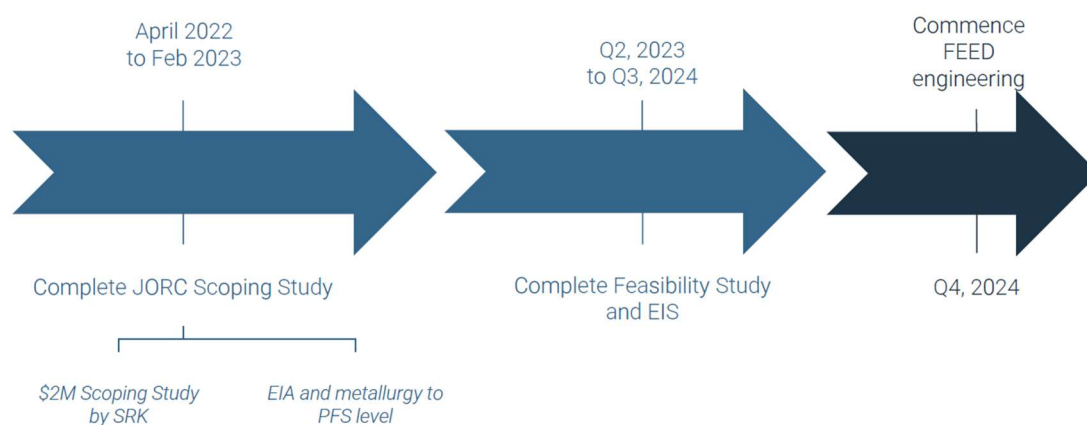 April 2022
to Feb 2023
Complete JORC Scoping Study
$2M Scoping Study
by SRK
EIA and metallurgy to
PFS level
Q2, 2023
to Q3, 2024
Complete Feasibility Study
and EIS
Commence
FEED
engineering
Q4, 2024